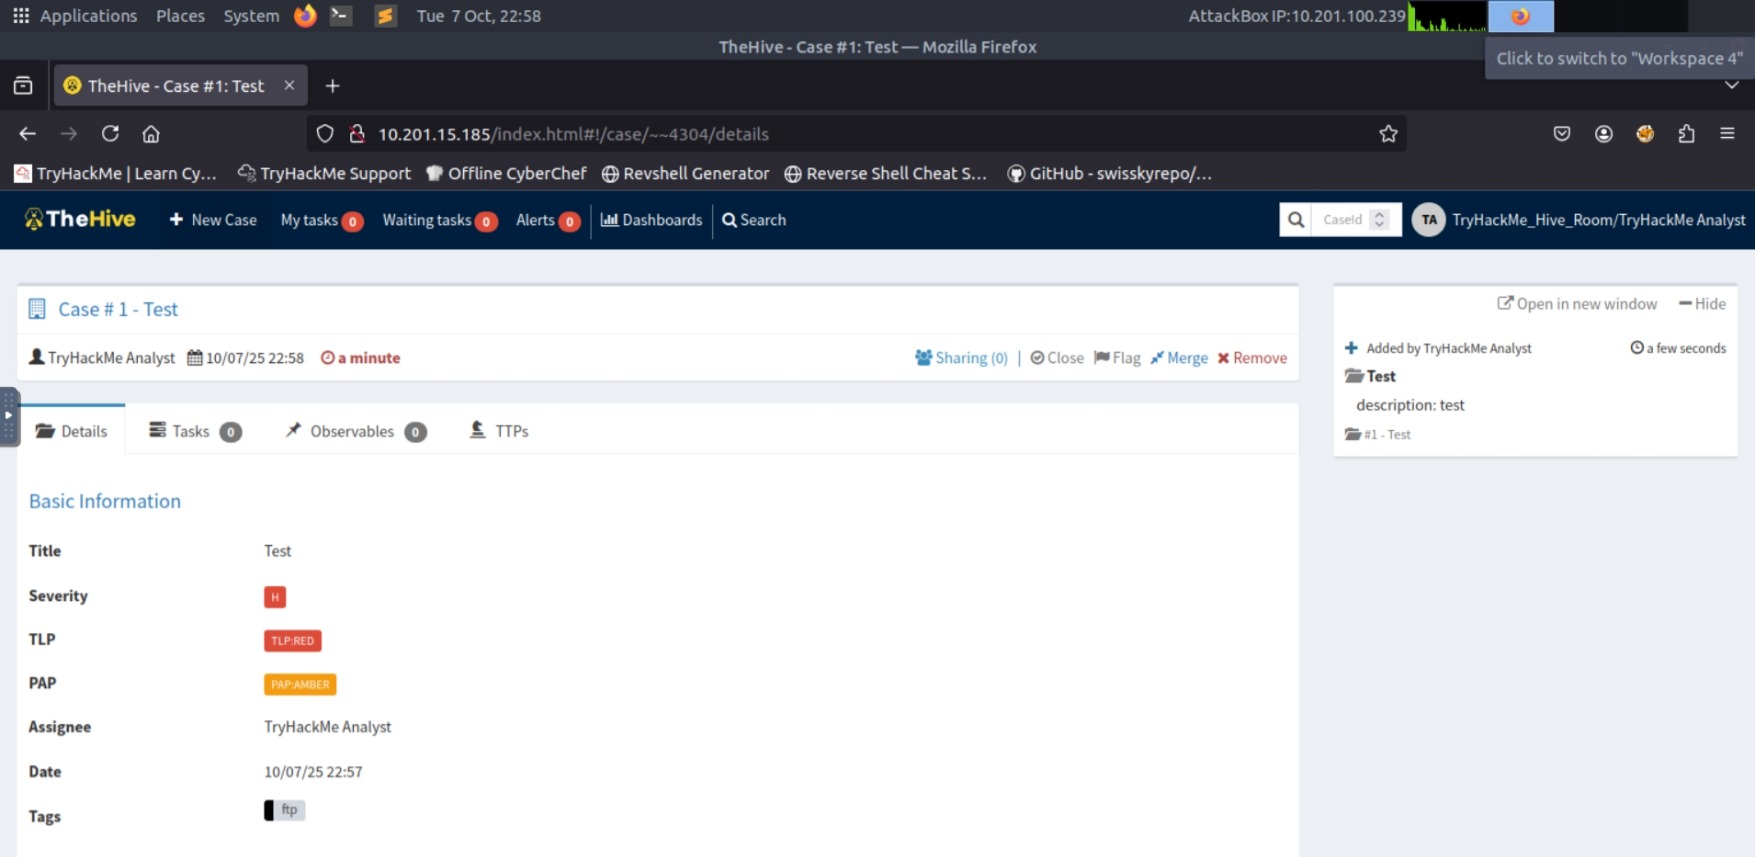 Applications Places System Tue 7 Oct, 22:58 AttackBox IP:10.201.100.239
TheHive - Case #1: Test — Mozilla Firefox
Click to switch to "Workspace 4"
TheHive - Case #1: Test
10.201.15.185/index.html#!/case/~~4304/details
TryHackMe | Learn Cy... TryHackMe Support Offline CyberChef Revshell Generator Reverse Shell Cheat S... GitHub - swisskyrepo/...
TheHive + New Case My tasks 0 Waiting tasks 0 Alerts 0 Dashboards Search CaseId TA TryHackMe_Hive_Room/TryHackMe Analyst
Case # 1 - Test
TryHackMe Analyst 10/07/25 22:58 a minute Sharing (0) | Close Flag Merge Remove
Details Tasks 0 Observables 0 TTPs
Basic Information
Title Test
Severity H
TLP TLP:RED
PAP PAP:AMBER
Assignee TryHackMe Analyst
Date 10/07/25 22:57
Tags ftp
Open in new window Hide
Added by TryHackMe Analyst a few seconds
Test
description: test
#1 - Test